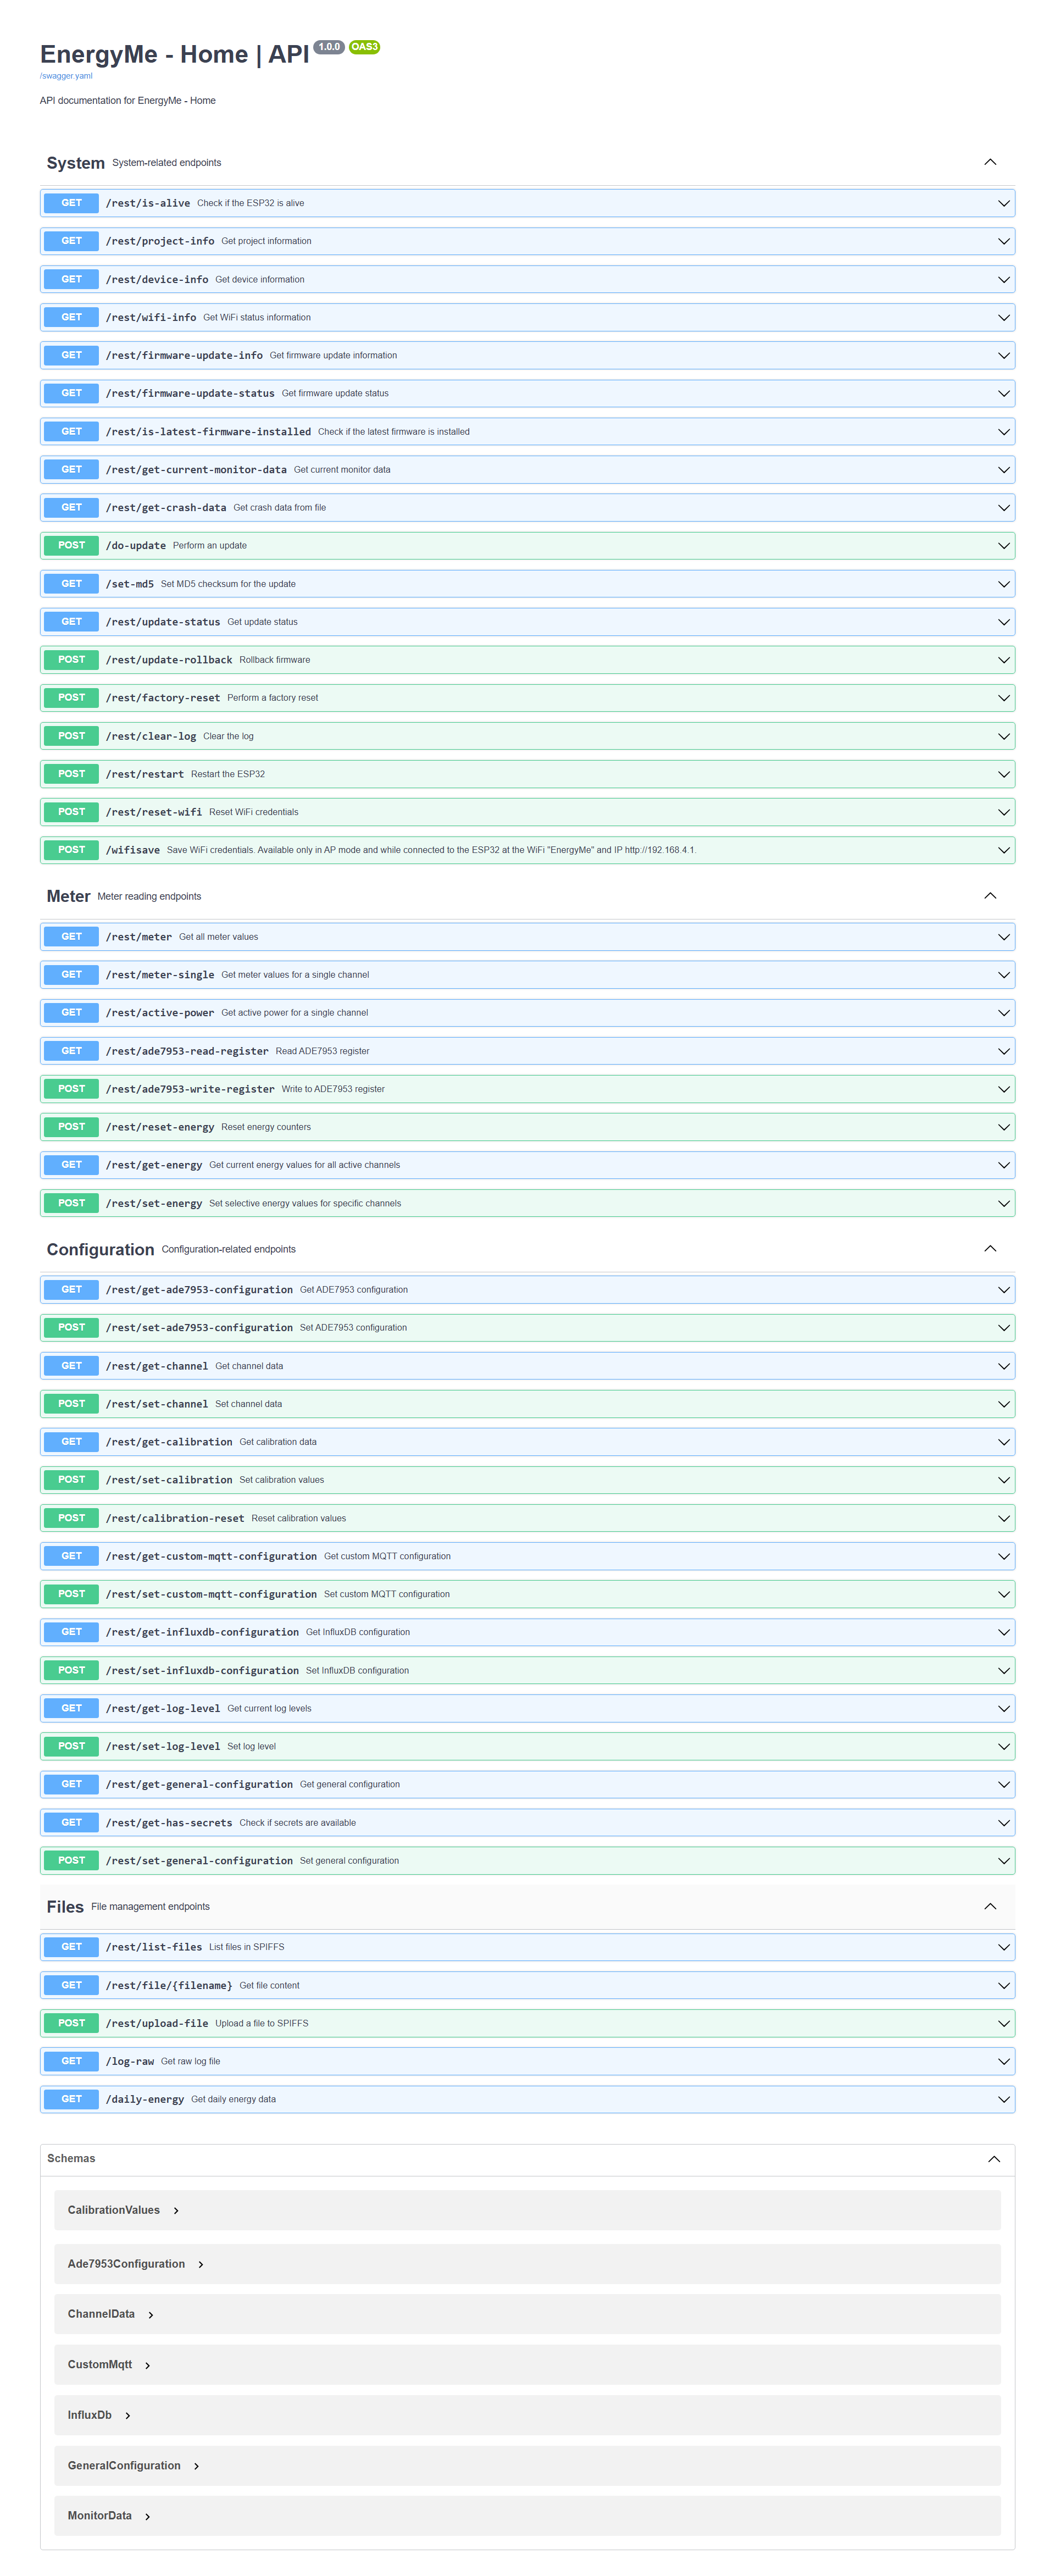 EnergyMe - Home | API 1.0.0 OAS3
/swagger.yaml
API documentation for EnergyMe - Home
System System-related endpoints
GET /rest/is-alive Check if the ESP32 is alive
GET /rest/project-info Get project information
GET /rest/device-info Get device information
GET /rest/wifi-info Get WiFi status information
GET /rest/firmware-update-info Get firmware update information
GET /rest/firmware-update-status Get firmware update status
GET /rest/is-latest-firmware-installed Check if the latest firmware is installed
GET /rest/get-current-monitor-data Get current monitor data
GET /rest/get-crash-data Get crash data from file
POST /do-update Perform an update
GET /set-md5 Set MD5 checksum for the update
GET /rest/update-status Get update status
POST /rest/update-rollback Rollback firmware
POST /rest/factory-reset Perform a factory reset
POST /rest/clear-log Clear the log
POST /rest/restart Restart the ESP32
POST /rest/reset-wifi Reset WiFi credentials
POST /wifisave Save WiFi credentials. Available only in AP mode and while connected to the ESP32 at the WiFi "EnergyMe" and IP http://192.168.4.1.
Meter Meter reading endpoints
GET /rest/meter Get all meter values
GET /rest/meter-single Get meter values for a single channel
GET /rest/active-power Get active power for a single channel
GET /rest/ade7953-read-register Read ADE7953 register
POST /rest/ade7953-write-register Write to ADE7953 register
POST /rest/reset-energy Reset energy counters
GET /rest/get-energy Get current energy values for all active channels
POST /rest/set-energy Set selective energy values for specific channels
Configuration Configuration-related endpoints
GET /rest/get-ade7953-configuration Get ADE7953 configuration
POST /rest/set-ade7953-configuration Set ADE7953 configuration
GET /rest/get-channel Get channel data
POST /rest/set-channel Set channel data
GET /rest/get-calibration Get calibration data
POST /rest/set-calibration Set calibration values
POST /rest/calibration-reset Reset calibration values
GET /rest/get-custom-mqtt-configuration Get custom MQTT configuration
POST /rest/set-custom-mqtt-configuration Set custom MQTT configuration
GET /rest/get-influxdb-configuration Get InfluxDB configuration
POST /rest/set-influxdb-configuration Set InfluxDB configuration
GET /rest/get-log-level Get current log levels
POST /rest/set-log-level Set log level
GET /rest/get-general-configuration Get general configuration
GET /rest/get-has-secrets Check if secrets are available
POST /rest/set-general-configuration Set general configuration
Files File management endpoints
GET /rest/list-files List files in SPIFFS
GET /rest/file/{filename} Get file content
POST /rest/upload-file Upload a file to SPIFFS
GET /log-raw Get raw log file
GET /daily-energy Get daily energy data
Schemas
CalibrationValues
Ade7953Configuration
ChannelData
CustomMqtt
InfluxDb
GeneralConfiguration
MonitorData